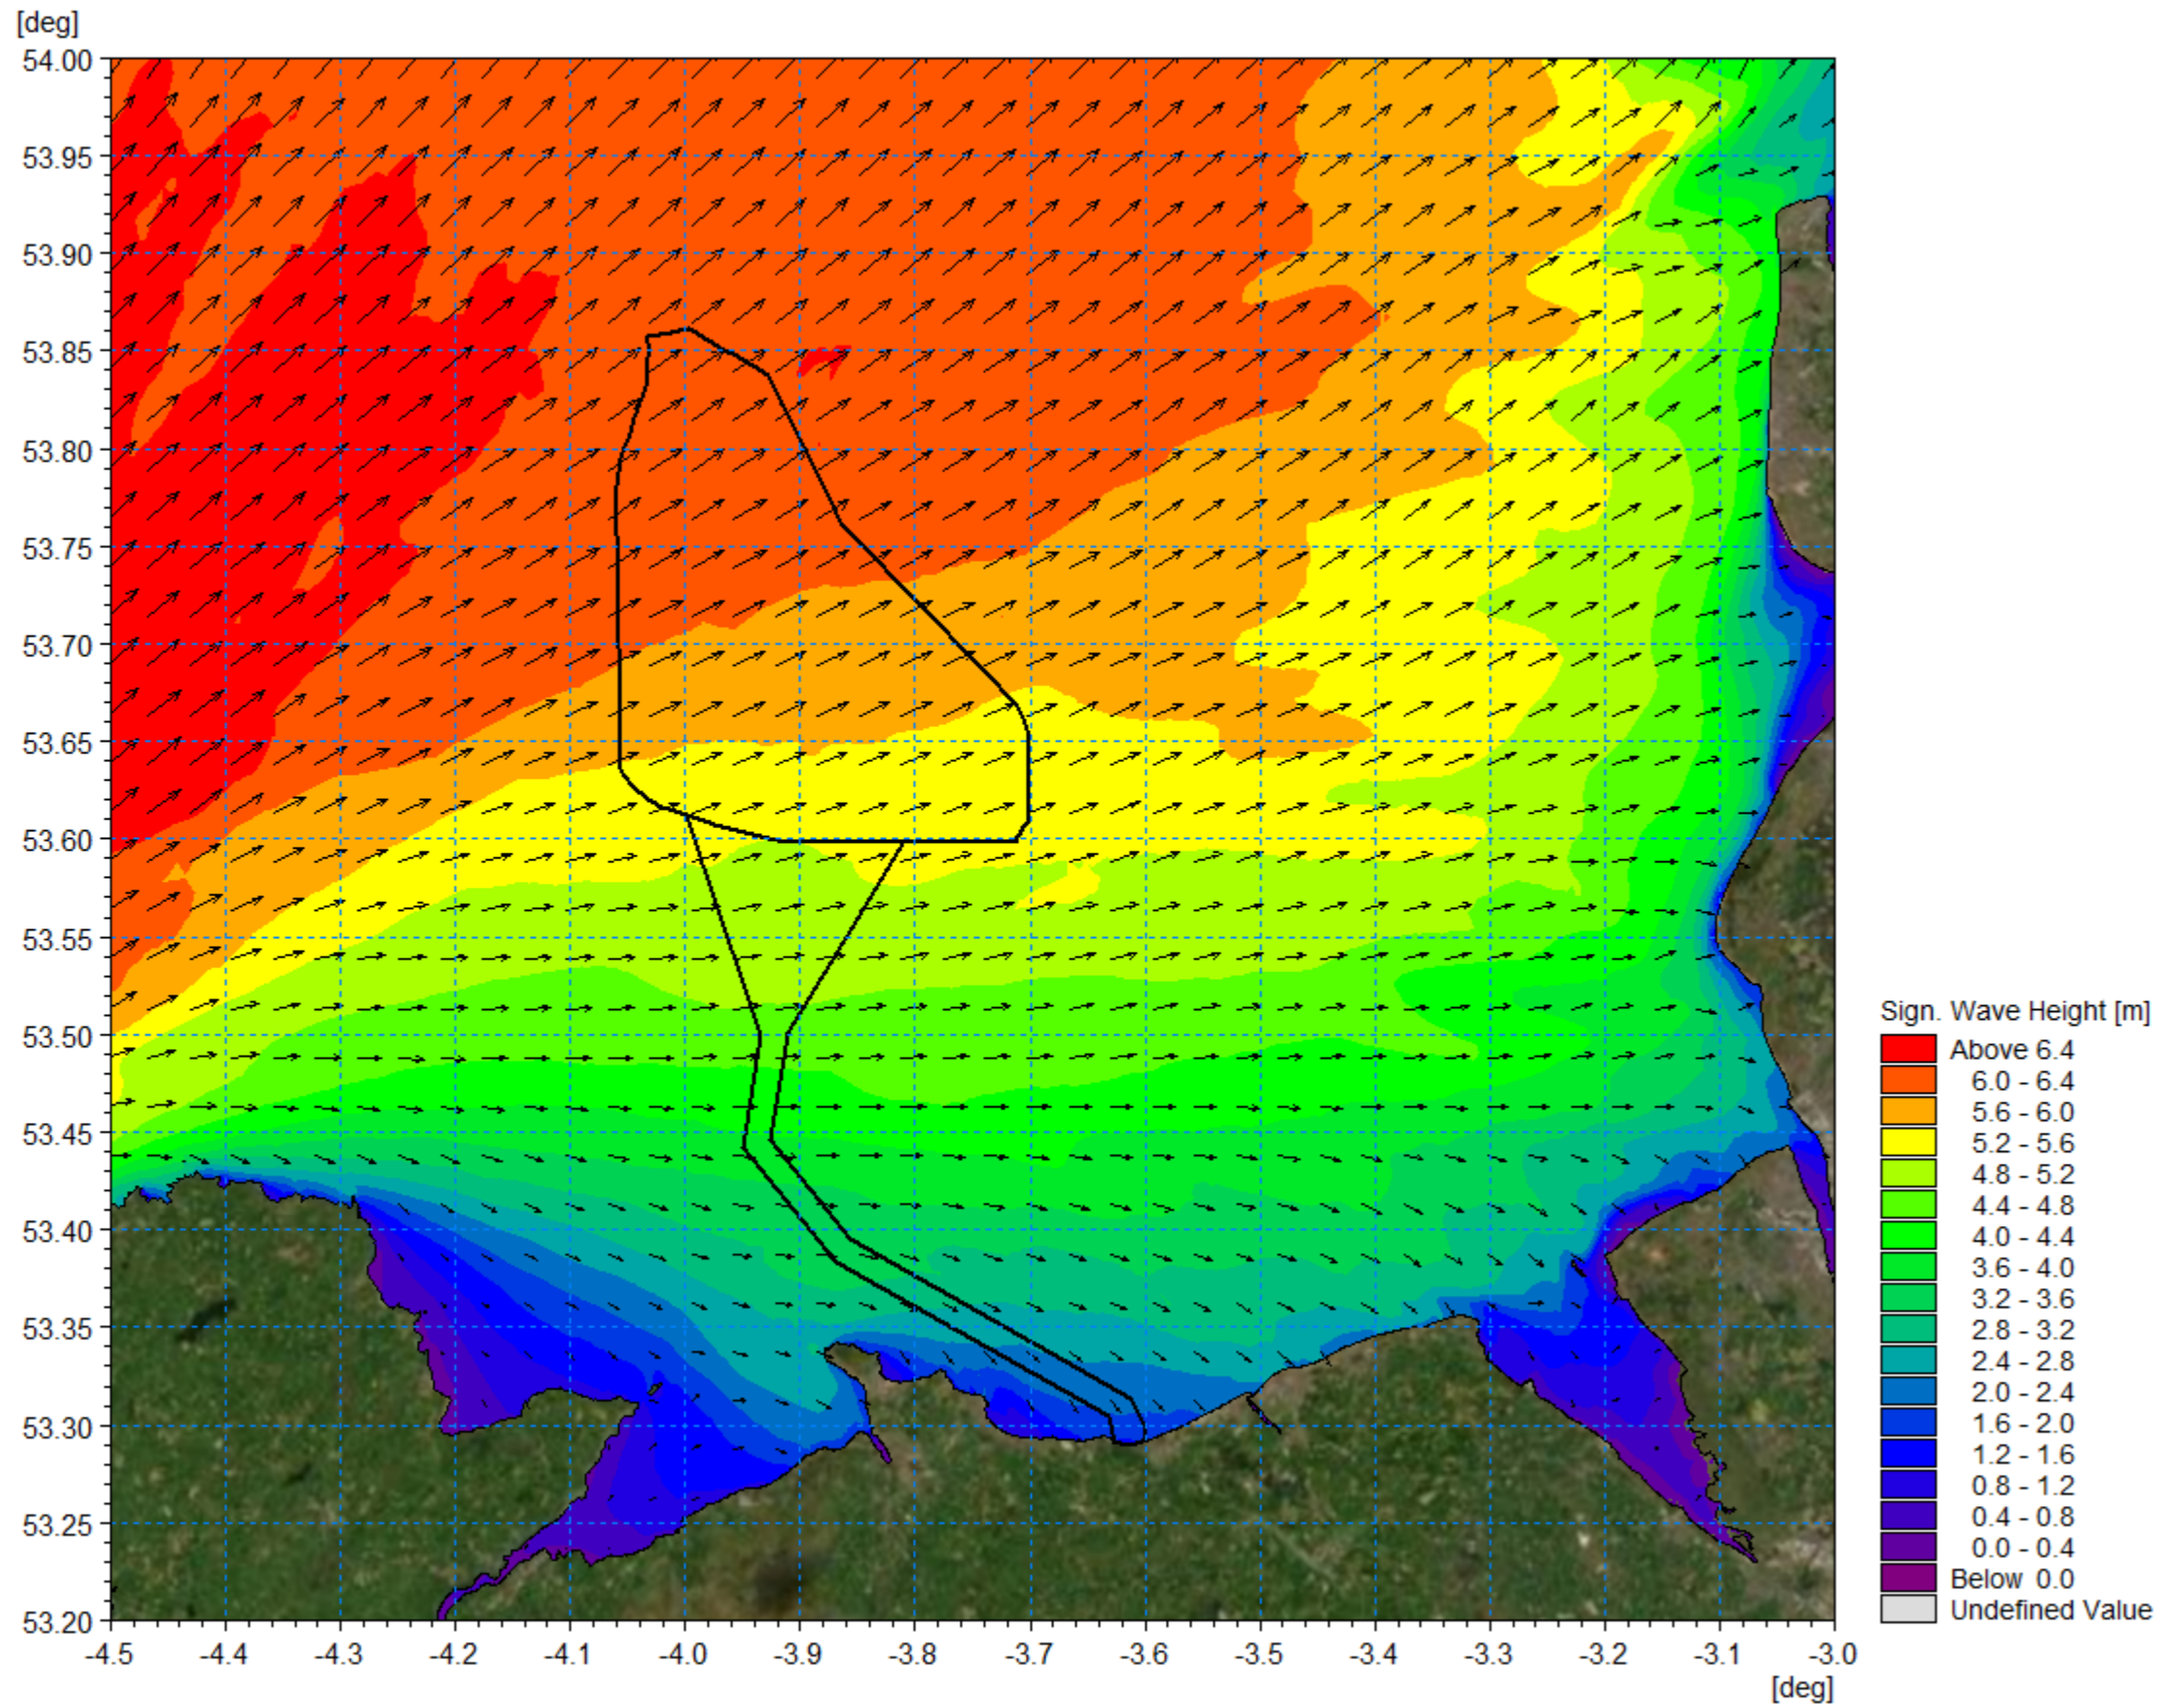 [deg]
54.00
53.95
53.90
53.85
53.80
53.75
53.70
53.65
53.60
53.55
53.50
53.45
53.40
53.35
53.30
53.25
53.20
-4.5 -4.4 -4.3 -4.2 -4.1 -4.0 -3.9 -3.8 -3.7 -3.6 -3.5 -3.4 -3.3 -3.2 -3.1 -3.0
[deg]
Sign. Wave Height [m]
Above 6.4
6.0 - 6.4
5.6 - 6.0
5.2 - 5.6
4.8 - 5.2
4.4 - 4.8
4.0 - 4.4
3.6 - 4.0
3.2 - 3.6
2.8 - 3.2
2.4 - 2.8
2.0 - 2.4
1.6 - 2.0
1.2 - 1.6
0.8 - 1.2
0.4 - 0.8
0.0 - 0.4
Below 0.0
Undefined Value